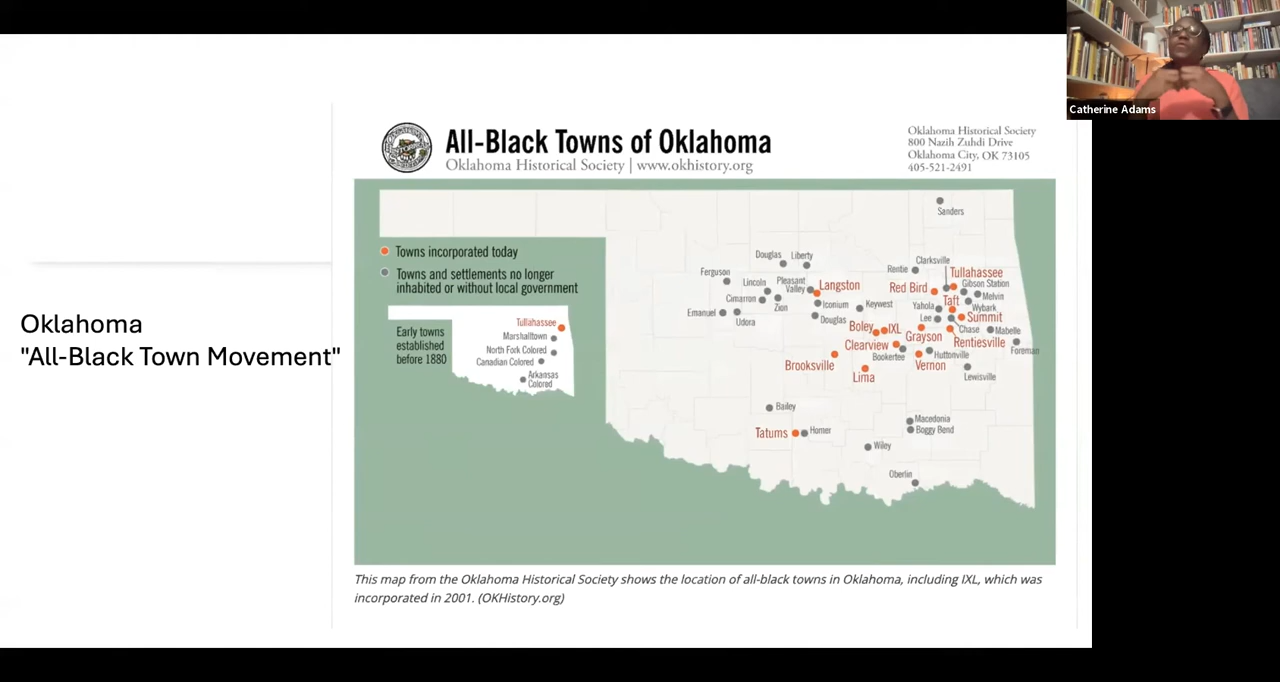 Catherine Adams
Oklahoma
"All-Black Town Movement"
All-Black Towns of Oklahoma
Oklahoma Historical Society | www.okhistory.org
Oklahoma Historical Society
800 Nazih Zuhdi Drive
Oklahoma City, OK 73105
405-521-2491
Towns incorporated today
Towns and settlements no longer
inhabited or without local government
Early towns
established
before 1880
Tullahassee
Marshalltown
North Fork Colored
Canadian Colored
Arkansas
Colored
Sanders
Douglas
Liberty
Ferguson
Lincoln
Pleasant
Valley
Langston
Cimarron
Zion
Iconium
Keywest
Emanuel
Udora
Douglas
Clarksville
Rentie
Tullahassee
Gibson Station
Red Bird
Melvin
Taft
Yahola
Wybark
Lee
Summit
Boley
IXL
Chase
Mabelle
Grayson
Rentiesville
Clearview
Foreman
Bookertee
Huttonville
Brooksville
Vernon
Lima
Lewisville
Bailey
Macedonia
Boggy Bend
Tatums
Homer
Wiley
Oberlin
This map from the Oklahoma Historical Society shows the location of all-black towns in Oklahoma, including IXL, which was
incorporated in 2001. (OKHistory.org)